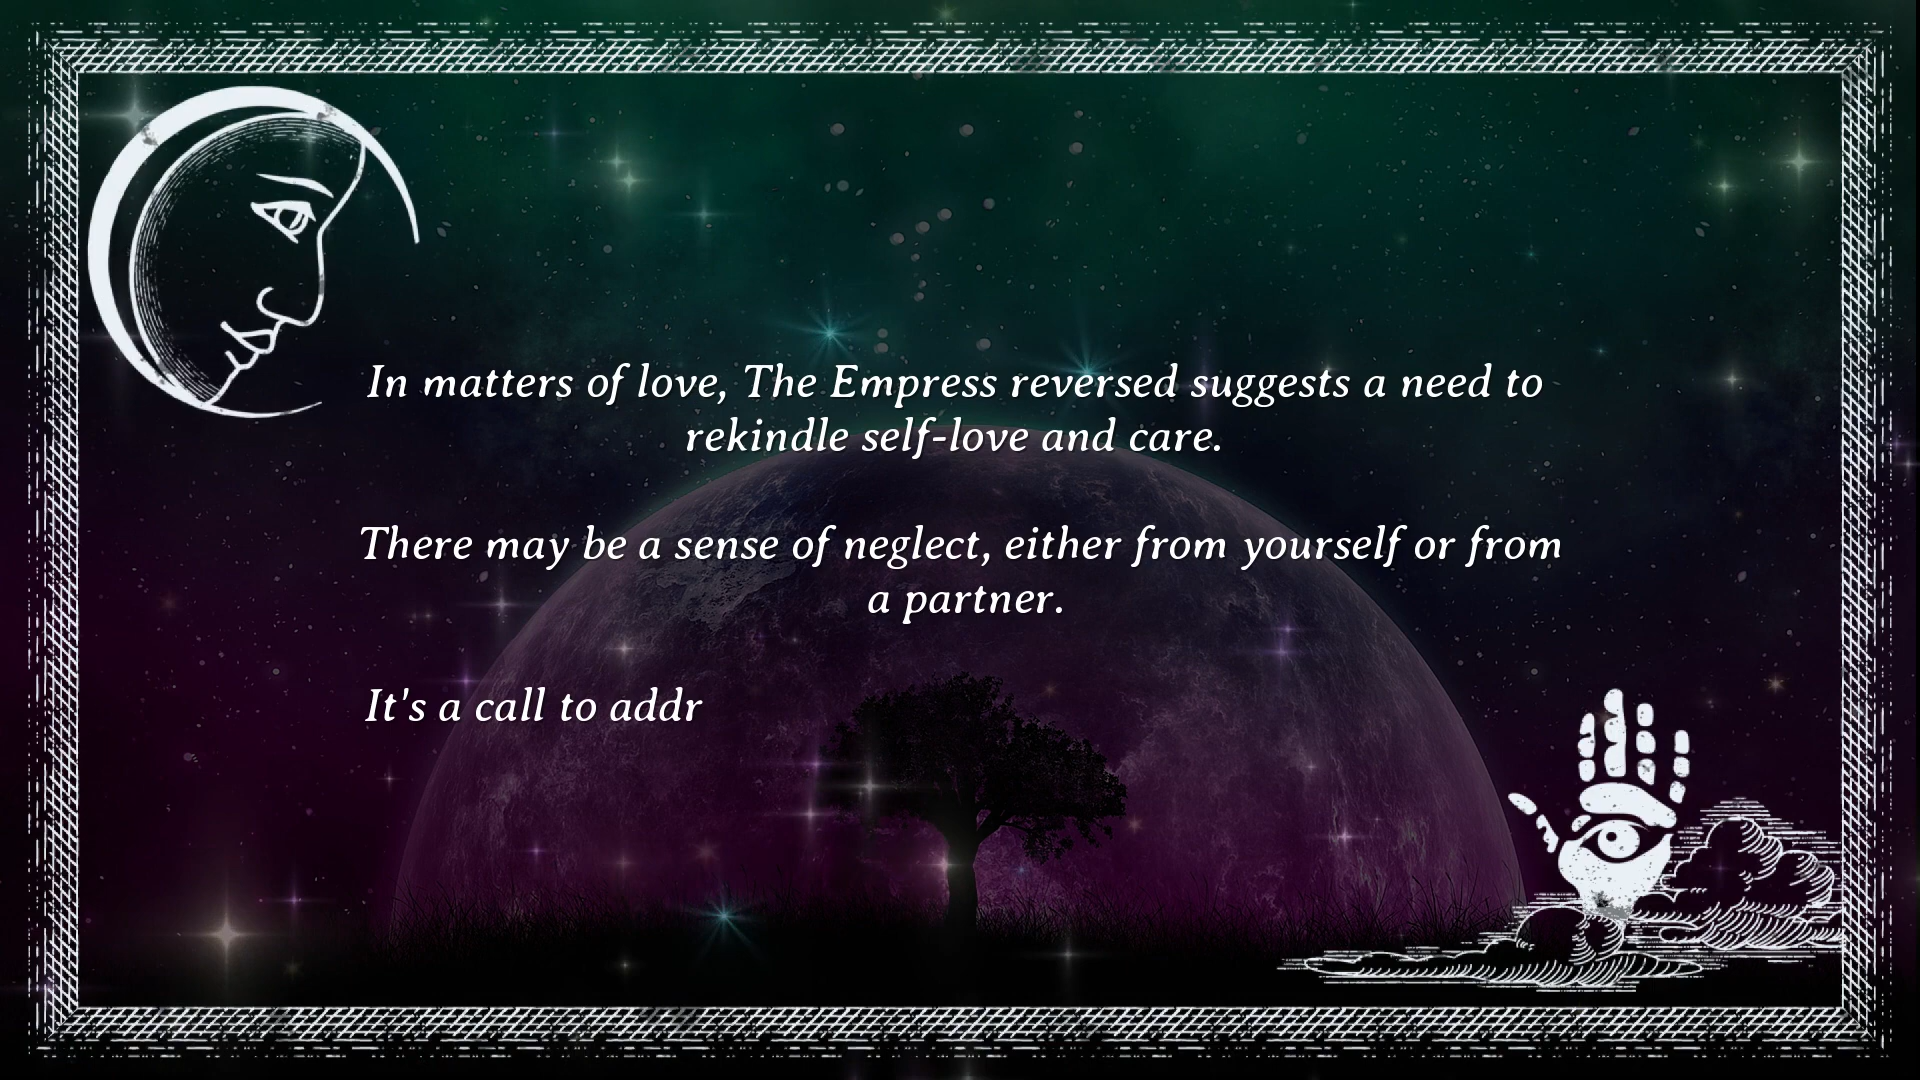 In matters of love, The Empress reversed suggests a need to
rekindle self-love and care.
There may be a sense of neglect, either from yourself or from
a partner.
It's a call to addr